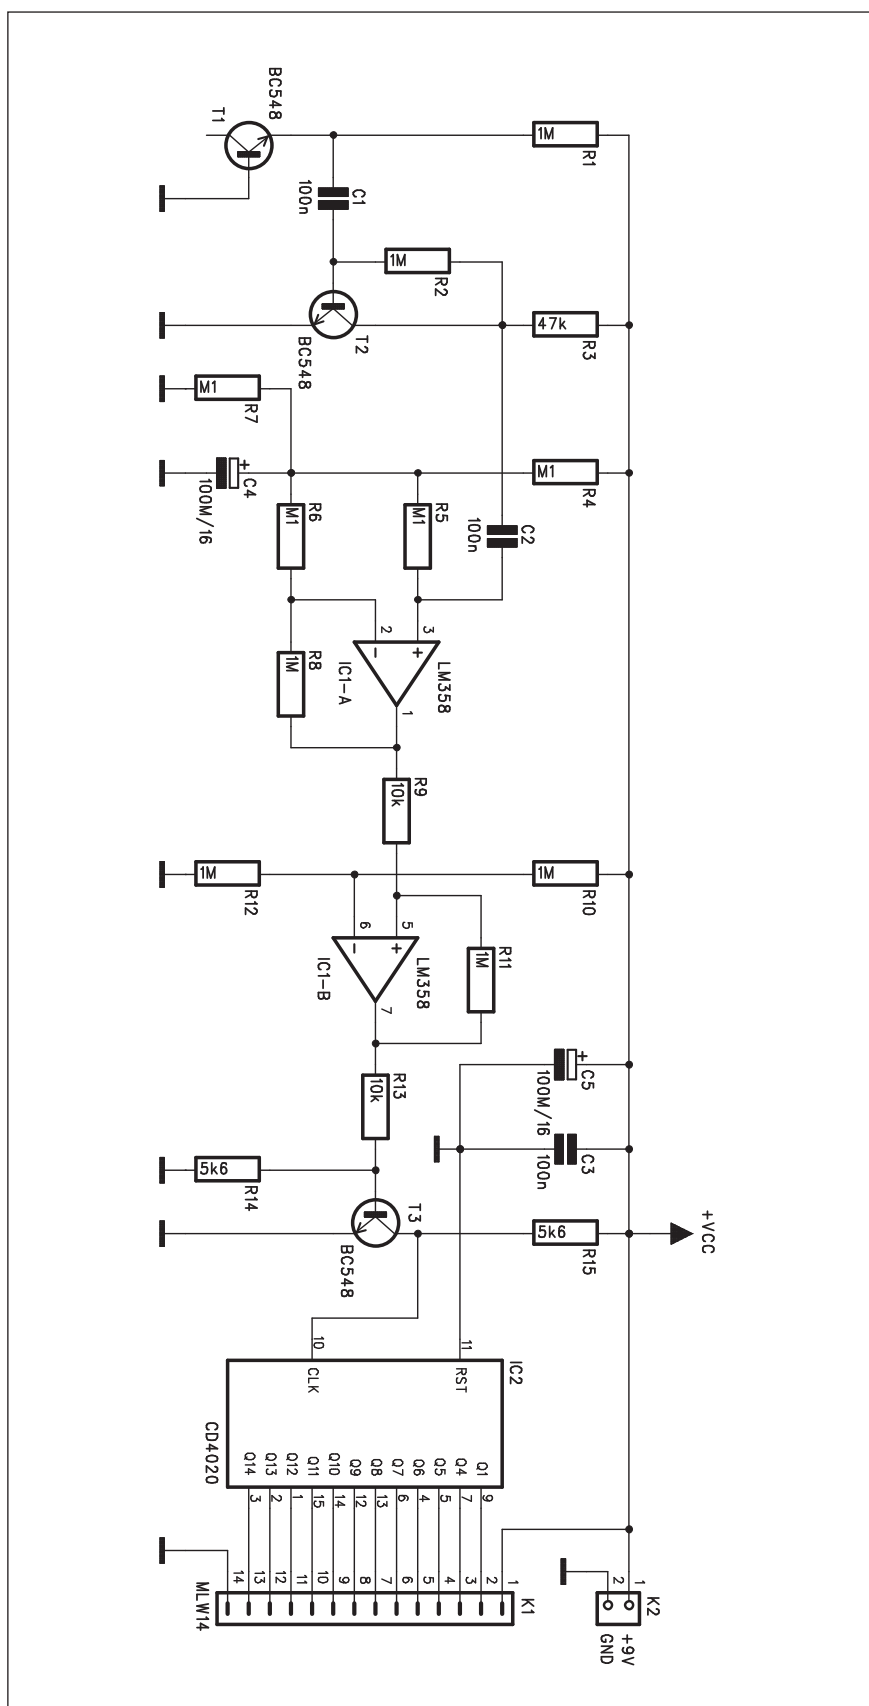 BC548
T1
1M
R1
C1
100n
1M
R2
T2
BC548
47k
R3
M1
R7
+
C4
100M/16
M1
R4
R6
M1
R5
M1
C2
100n
2
3
-
+
LM358
IC1-A
R8
1M
1
R9
10k
1M
R12
1M
R10
6
5
-
+
LM358
IC1-B
R11
1M
7
R13
10k
+
C5
100M/16
C3
100n
5k6
R14
T3
BC548
5k6
R15
+VCC
10
11
IC2
CLK
RST
CD4020
Q1
Q4
Q5
Q6
Q7
Q8
Q9
Q10
Q11
Q12
Q13
Q14
9
7
5
4
6
13
12
14
15
1
2
3
1
2
3
4
5
6
7
8
9
10
11
12
13
14
K1
MLW14
1
2
K2
+9V
GND